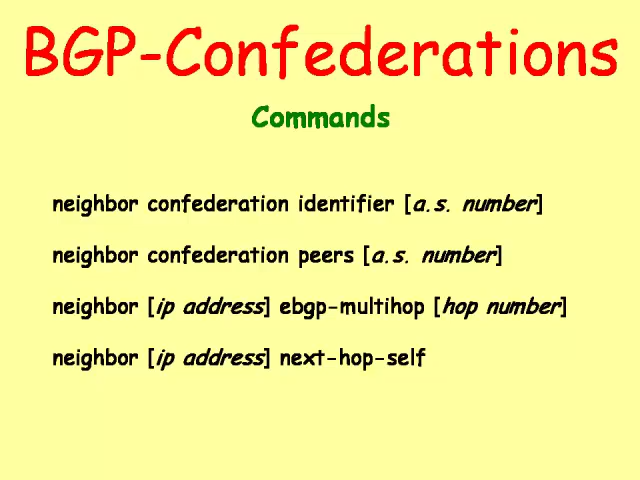 BGP-Confederations
Commands
neighbor confederation identifier [a.s. number]
neighbor confederation peers [a.s. number]
neighbor [ip address] ebgp-multihop [hop number]
neighbor [ip address] next-hop-self